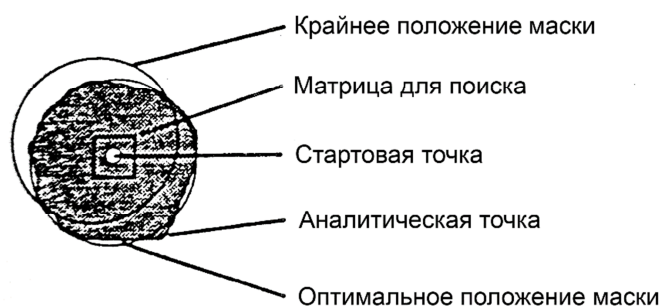 Крайнее положение маски
Матрица для поиска
Стартовая точка
Аналитическая точка
Оптимальное положение маски